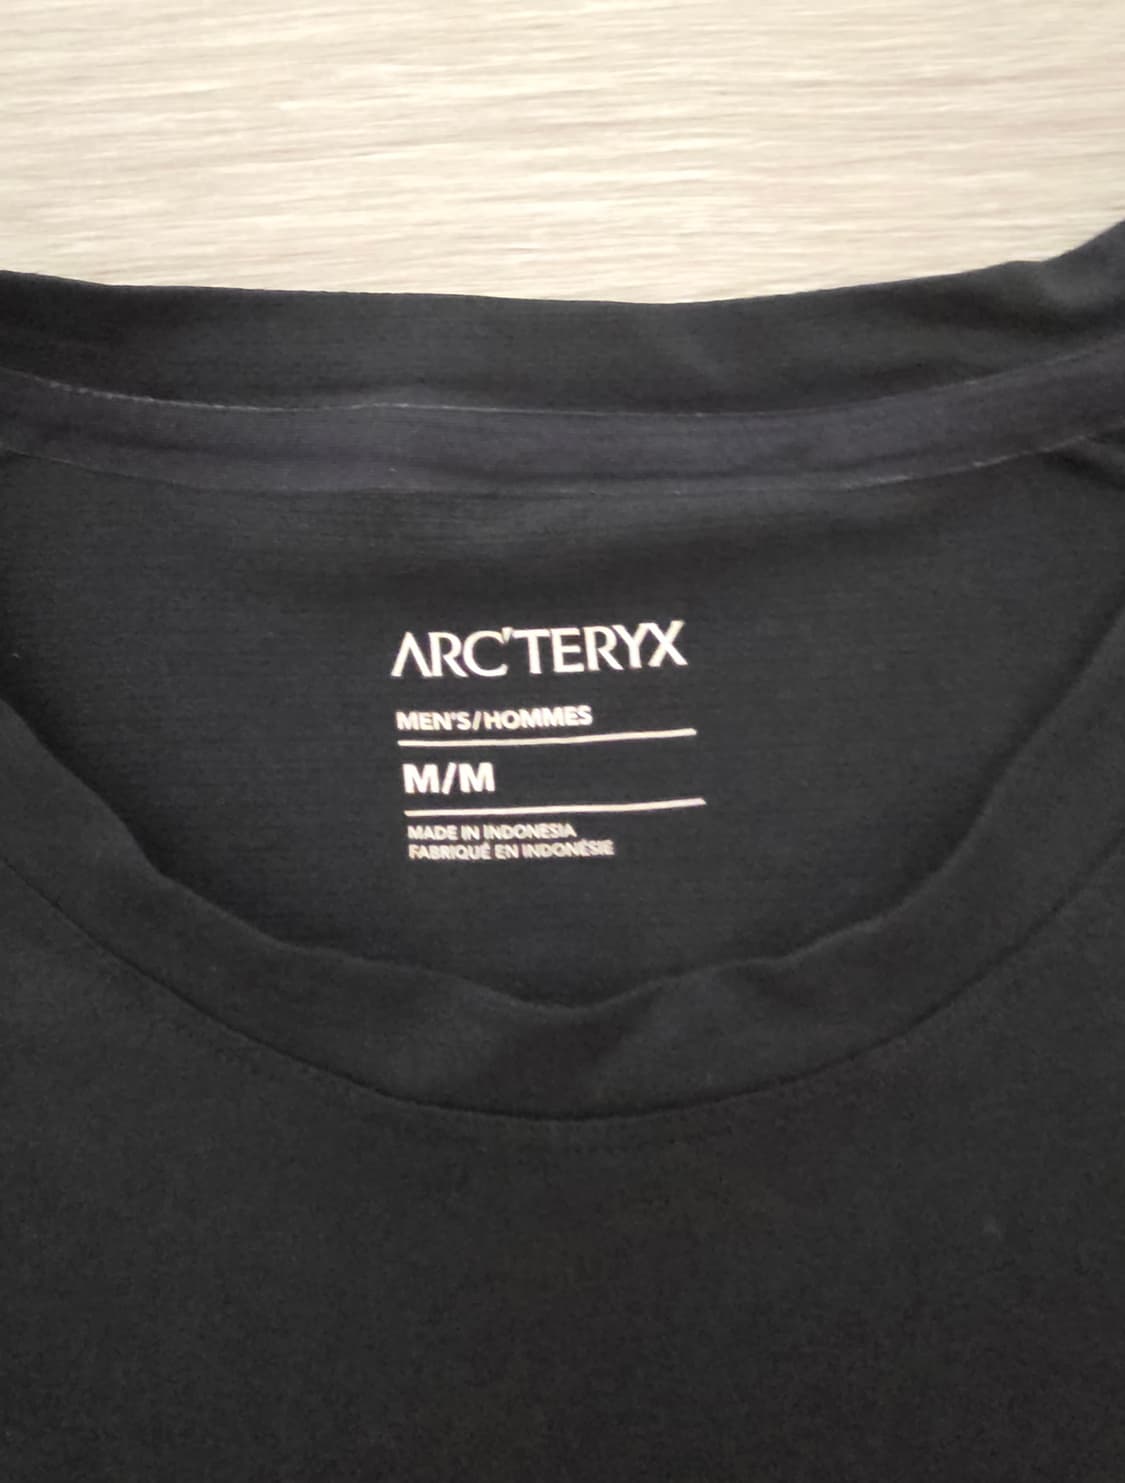 ARC'TERYX
MEN'S/HOMMES
M/M
MADE IN INDONESIA
FABRIQUÉ EN INDONÉSIE